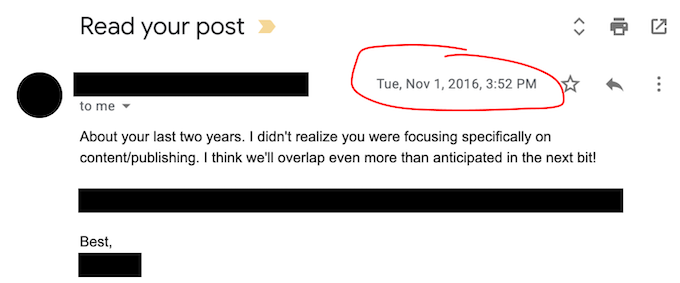 Read your post
Tue, Nov 1, 2016, 3:52 PM
to me
About your last two years. I didn't realize you were focusing specifically on
content/publishing. I think we'll overlap even more than anticipated in the next bit!
Best,